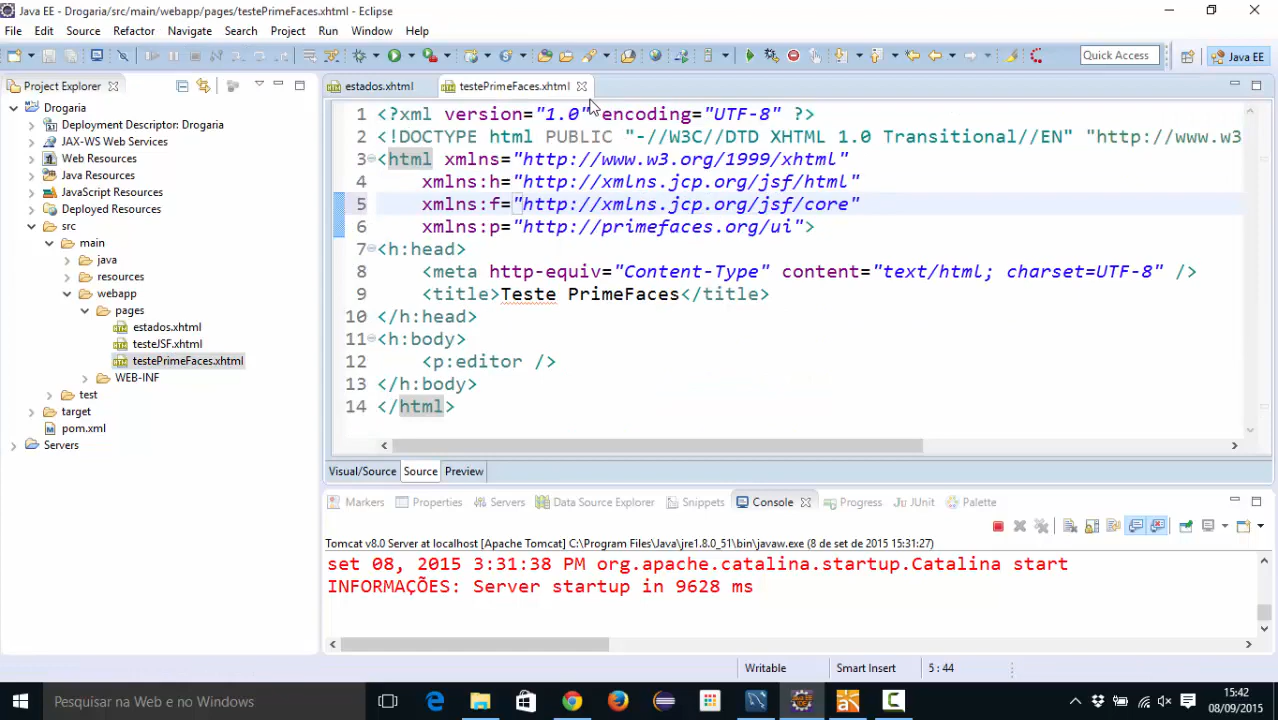 Java EE - Drogaria/src/main/webapp/pages/testePrimeFaces.xhtml - Eclipse
File Edit Source Refactor Navigate Search Project Run Window Help
Quick Access
Java EE
Project Explorer
Drogaria
Deployment Descriptor: Drogaria
JAX-WS Web Services
Web Resources
Java Resources
JavaScript Resources
Deployed Resources
src
main
java
resources
webapp
pages
estados.xhtml
testeJSF.xhtml
testePrimeFaces.xhtml
WEB-INF
test
target
pom.xml
Servers
estados.xhtml testePrimeFaces.xhtml
1 <?xml version="1.0" encoding="UTF-8" ?>
2 <!DOCTYPE html PUBLIC "-//W3C//DTD XHTML 1.0 Transitional//EN" "http://www.w3
3 <html xmlns="http://www.w3.org/1999/xhtml"
4 xmlns:h="http://xmlns.jcp.org/jsf/html"
5 xmlns:f="http://xmlns.jcp.org/jsf/core"
6 xmlns:p="http://primefaces.org/ui">
7 <h:head>
8 <meta http-equiv="Content-Type" content="text/html; charset=UTF-8" />
9 <title>Teste PrimeFaces</title>
10 </h:head>
11 <h:body>
12 <p:editor />
13 </h:body>
14 </html>
Visual/Source Source Preview
Markers Properties Servers Data Source Explorer Snippets Console Progress JUnit Palette
Tomcat v8.0 Server at localhost [Apache Tomcat] C:\Program Files\Java\jre1.8.0_51\bin\javaw.exe (8 de set de 2015 15:31:27)
set 08, 2015 3:31:38 PM org.apache.catalina.startup.Catalina start
INFORMAÇÕES: Server startup in 9628 ms
Writable Smart Insert 5 : 44
Pesquisar na Web e no Windows
15:42
08/09/2015